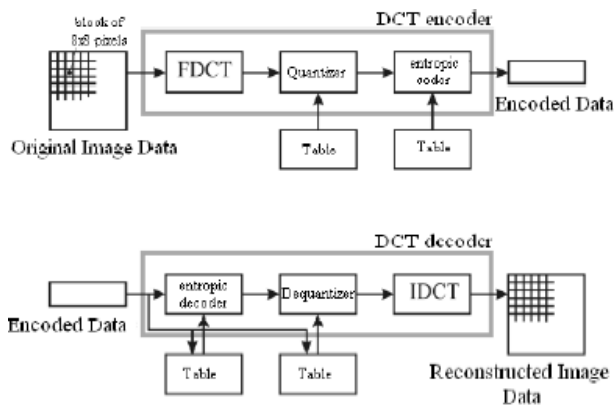 block of
8x8 pixels
DCT encoder
FDCT
Quantizer
entropic
coder
Encoded Data
Original Image Data
Table
Table
DCT decoder
entropic
decoder
Dequantizer
IDCT
Encoded Data
Table
Table
Reconstructed Image
Data